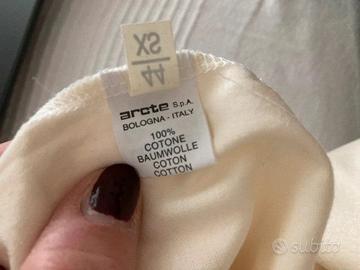 XS
44
arcte S.p.A.
BOLOGNA - ITALY
100%
COTONE
BAUMWOLLE
COTON
COTTON
subito